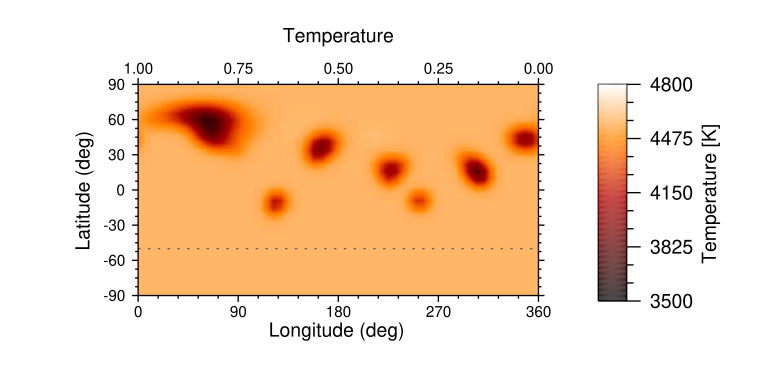 Temperature
1.00 0.75 0.50 0.25 0.00
90
60
30
0
-30
-60
-90
Latitude (deg)
0 90 180 270 360
Longitude (deg)
4800
4475
4150
3825
3500
Temperature [K]